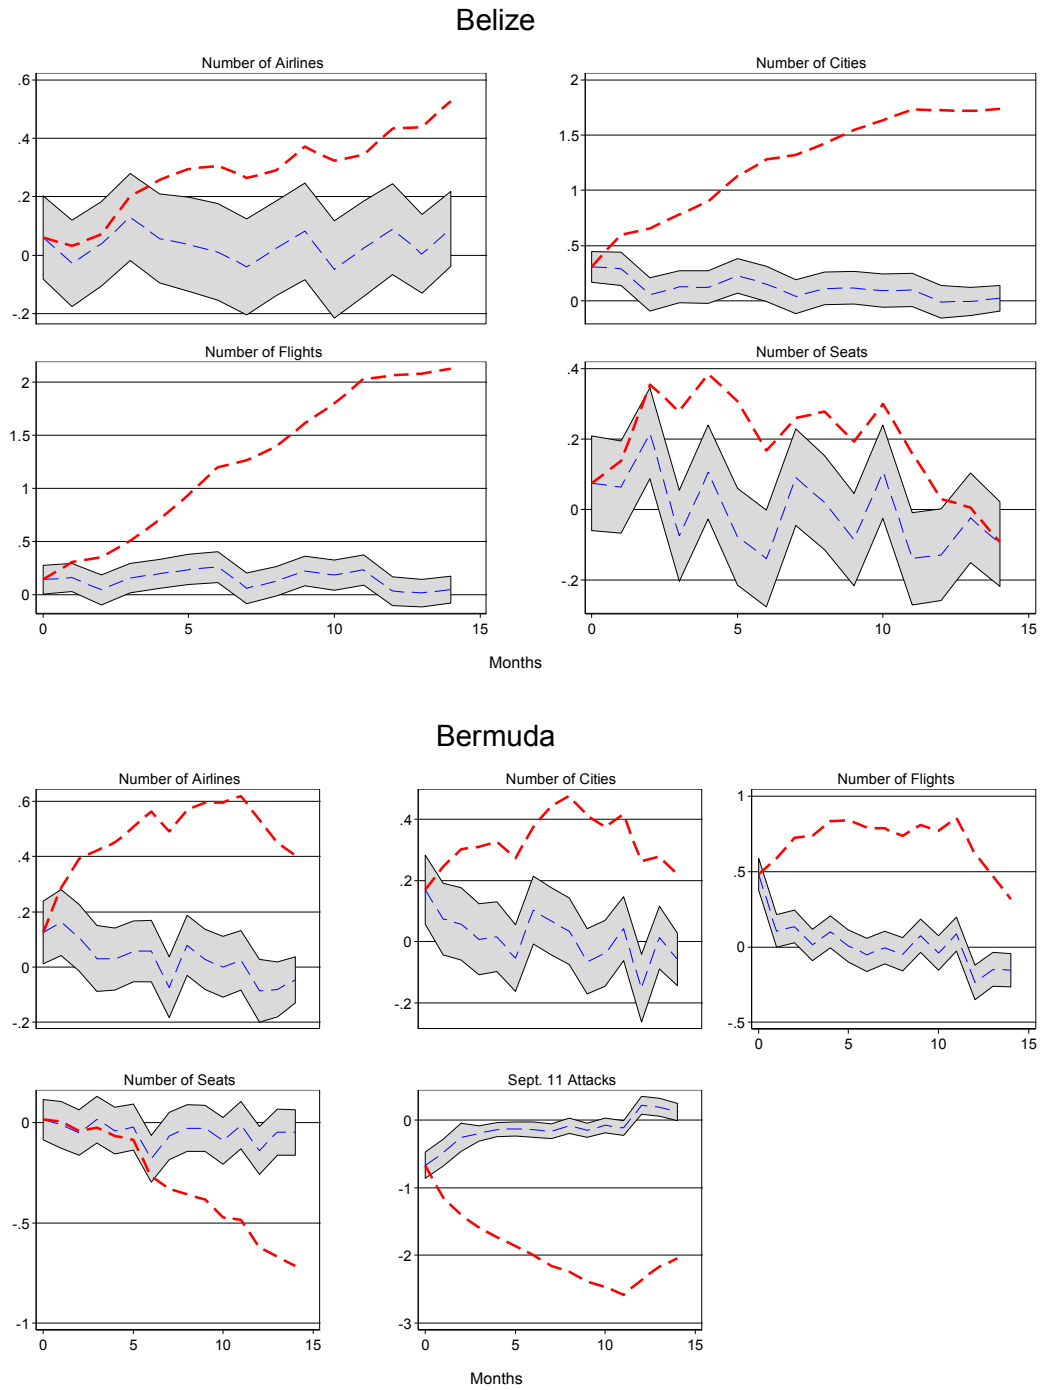 Belize
Number of Airlines
.6
.4
.2
0
-.2
Number of Cities
2
1.5
1
.5
0
Number of Flights
2
1.5
1
.5
0
0 5 10 15
Number of Seats
.4
.2
0
-.2
0 5 10 15
Months
Bermuda
Number of Airlines
.6
.4
.2
0
-.2
Number of Cities
.4
.2
0
-.2
Number of Flights
1
.5
0
-.5
0 5 10 15
Number of Seats
0
-.5
-1
0 5 10 15
Sept. 11 Attacks
0
-1
-2
-3
0 5 10 15
Months